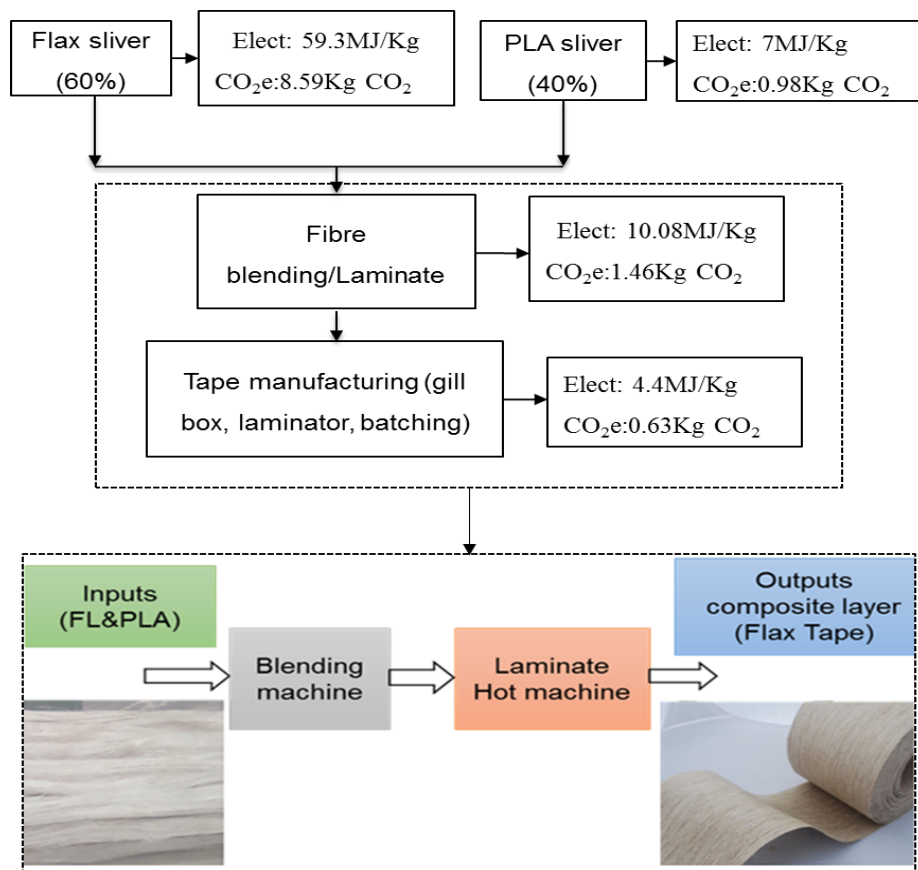 Flax sliver
(60%)
Elect: 59.3MJ/Kg
CO₂e:8.59Kg CO₂
PLA sliver
(40%)
Elect: 7MJ/Kg
CO₂e:0.98Kg CO₂
Fibre
blending/Laminate
Elect: 10.08MJ/Kg
CO₂e:1.46Kg CO₂
Tape manufacturing (gill
box, laminator, batching)
Elect: 4.4MJ/Kg
CO₂e:0.63Kg CO₂
Inputs
(FL&PLA)
Blending
machine
Laminate
Hot machine
Outputs
composite layer
(Flax Tape)